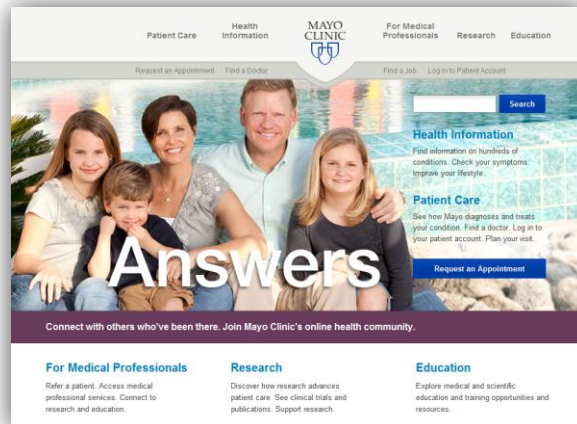 Patient Care
Health
Information
MAYO
CLINIC
For Medical
Professionals
Research
Education
Request an Appointment
Find a Doctor
Find a Job
Log in to Patient Account
Search
Health Information
Find information on hundreds of
conditions. Check your symptoms.
Improve your lifestyle.
Patient Care
See how Mayo diagnoses and treats
your condition. Find a doctor. Log in to
your patient account. Plan your visit.
Request an Appointment
Answers
Connect with others who've been there. Join Mayo Clinic's online health community.
For Medical Professionals
Refer a patient. Access medical
professional services. Connect to
research and education.
Research
Discover how research advances
patient care. See clinical trials and
publications. Support research.
Education
Explore medical and scientific
education and training opportunities and
resources.